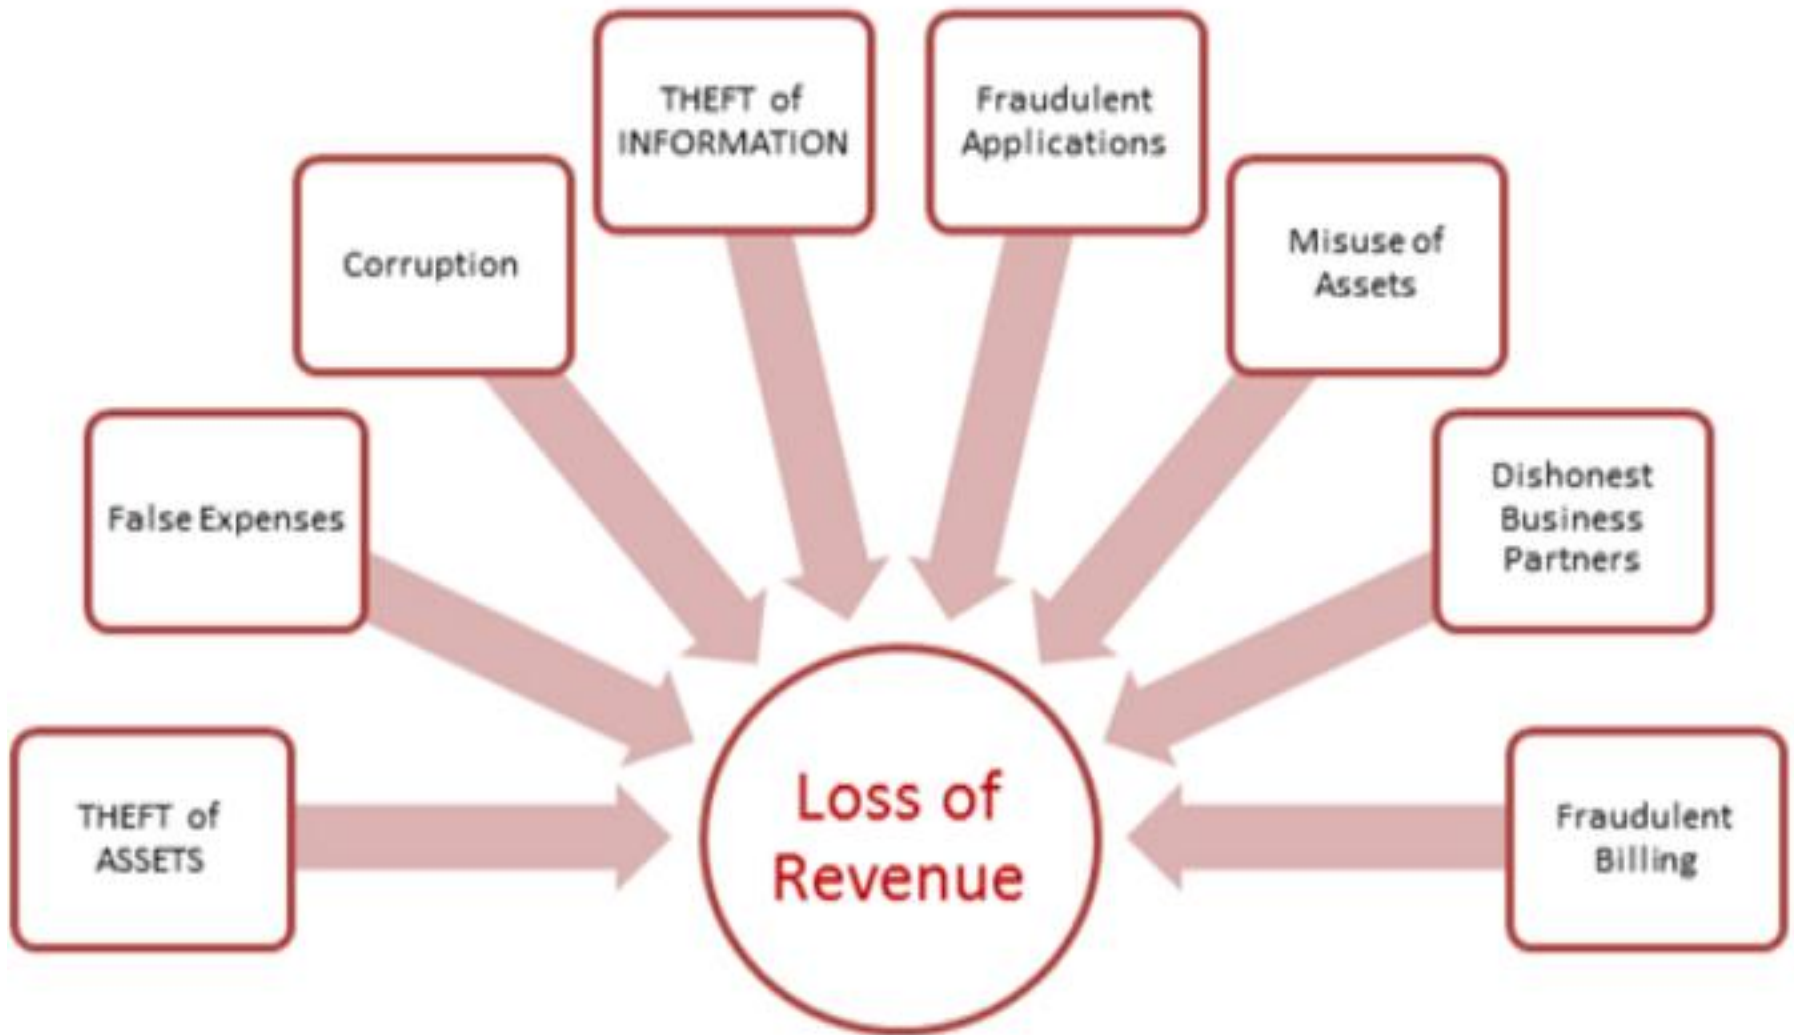 THEFT of
INFORMATION
Fraudulent
Applications
Corruption
Misuse of
Assets
False Expenses
Dishonest
Business
Partners
THEFT of
ASSETS
Loss of
Revenue
Fraudulent
Billing